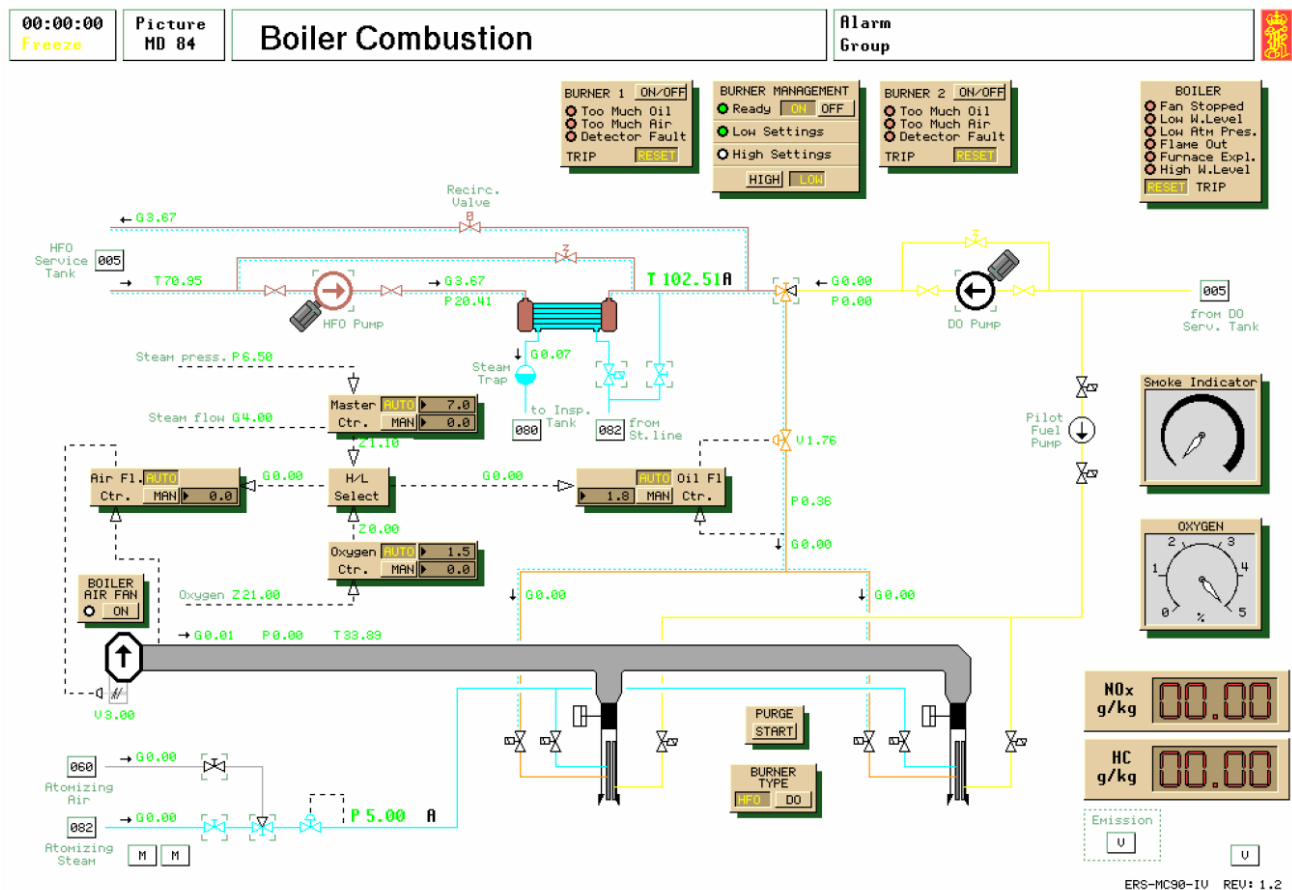 00:00:00
Freeze
Picture
MD 84
Boiler Combustion
Alarm
Group
BURNER 1 ON/OFF
Too Much Oil
Too Much Air
Detector Fault
TRIP RESET
BURNER MANAGEMENT
Ready ON OFF
Low Settings
High Settings
HIGH LOW
BURNER 2 ON/OFF
Too Much Oil
Too Much Air
Detector Fault
TRIP RESET
BOILER
Fan Stopped
Low W.Level
Low Atm Pres.
Flame Out
Furnace Expl.
High W.Level
RESET TRIP
Recirc.
Valve
G3.67
HFO
Service
Tank
005
T70.95
G3.67
P20.41
HFO Pump
T 102.51A
G0.00
P0.00
DO Pump
005
from DO
Serv. Tank
G0.07
Steam
Trap
to Insp.
Tank
080
082
from
St.line
Steam press. P6.50
Steam flow G4.00
Master AUTO 7.0
Ctr. MAN 0.0
Z1.10
Air Fl. AUTO
Ctr. MAN 0.0
G0.00
H/L
Select
G0.00
AUTO Oil Fl
1.8 MAN Ctr.
V1.76
P0.36
G0.00
Z0.00
Oxygen AUTO 1.5
Ctr. MAN 0.0
Oxygen Z21.00
Pilot
Fuel
Pump
Smoke Indicator
OXYGEN
0 1 2 3 4 5
%
BOILER
AIR FAN
ON
G0.01 P0.00 T33.89
G0.00
G0.00
V3.00
NOx
g/kg
00.00
HC
g/kg
00.00
PURGE
START
BURNER
TYPE
HFO DO
060
G0.00
Atomizing
Air
082
G0.00
Atomizing
Steam
M M
P 5.00 A
Emission
V
V
ERS-MC90-IV REV: 1.2